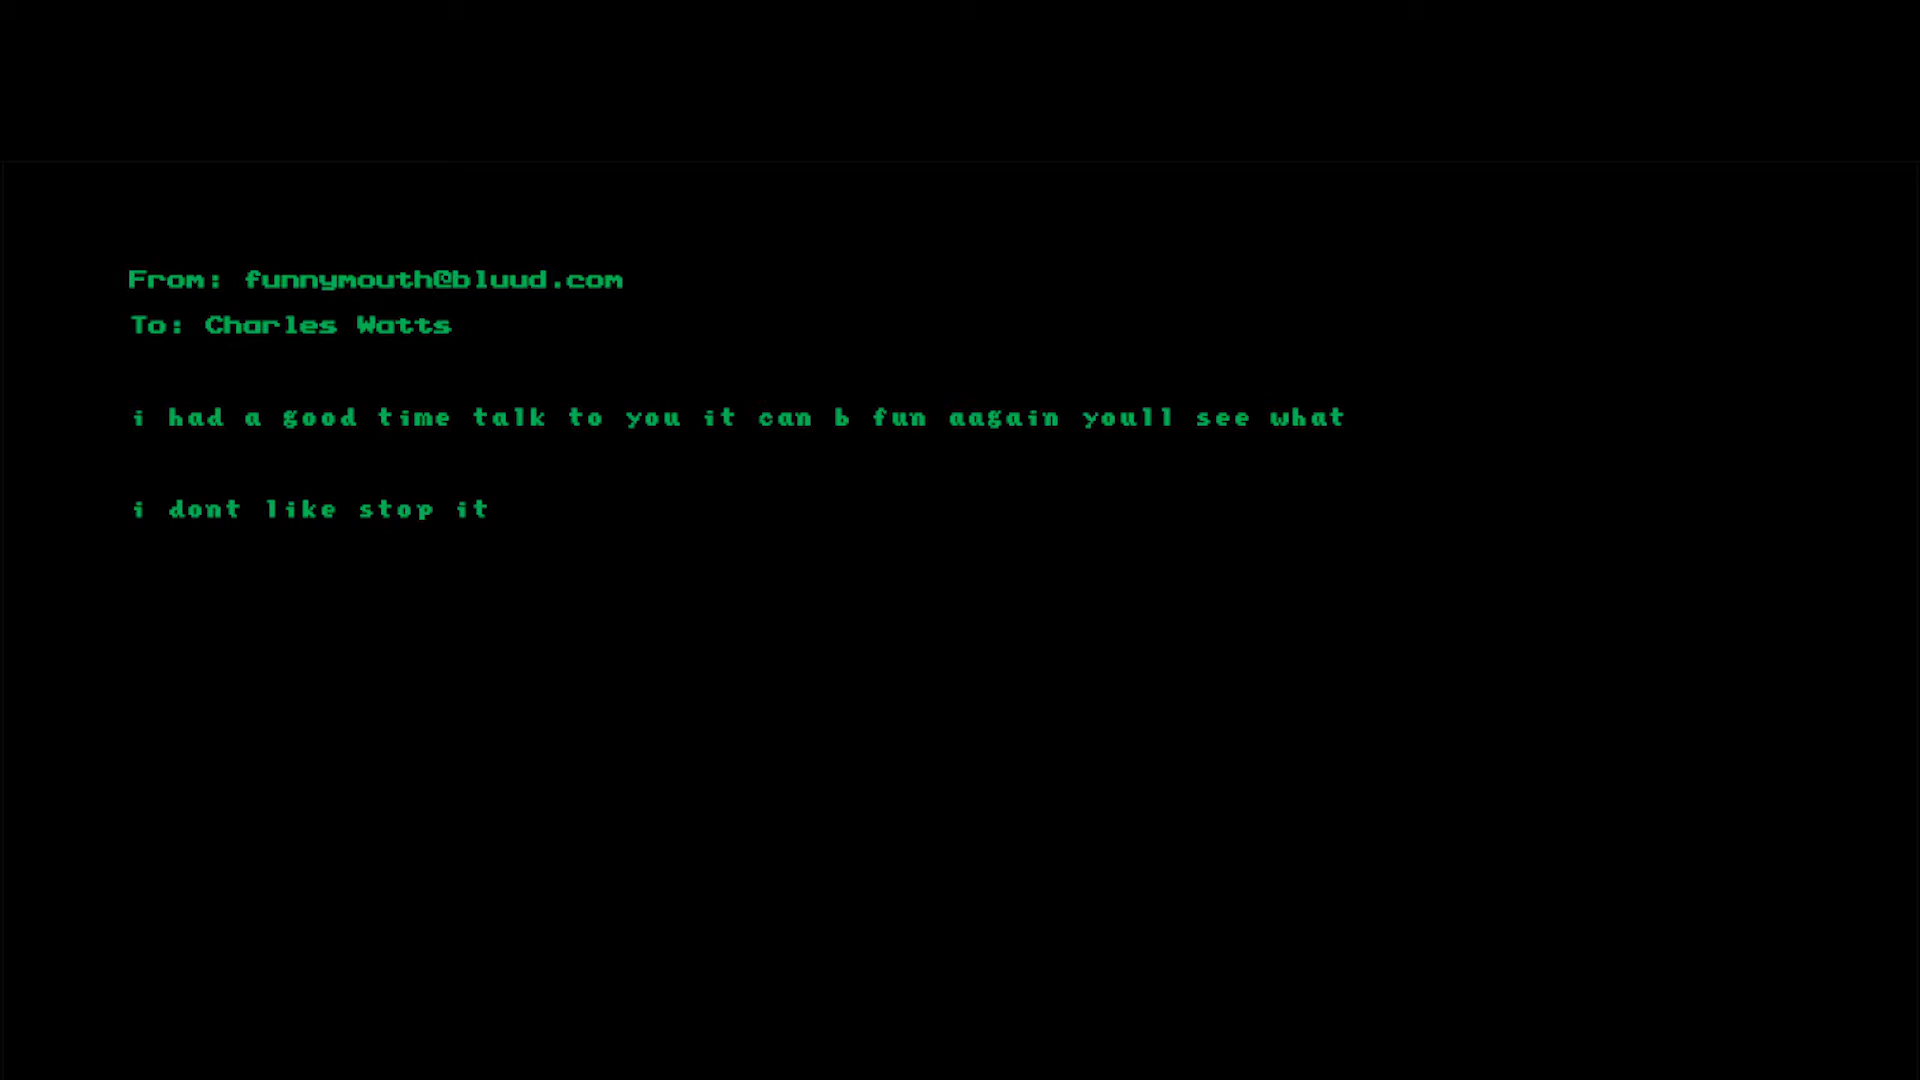 From: funnymouth@bluud.com
To: Charles Watts
i had a good time talk to you it can b fun aagain youll see what
i dont like stop it